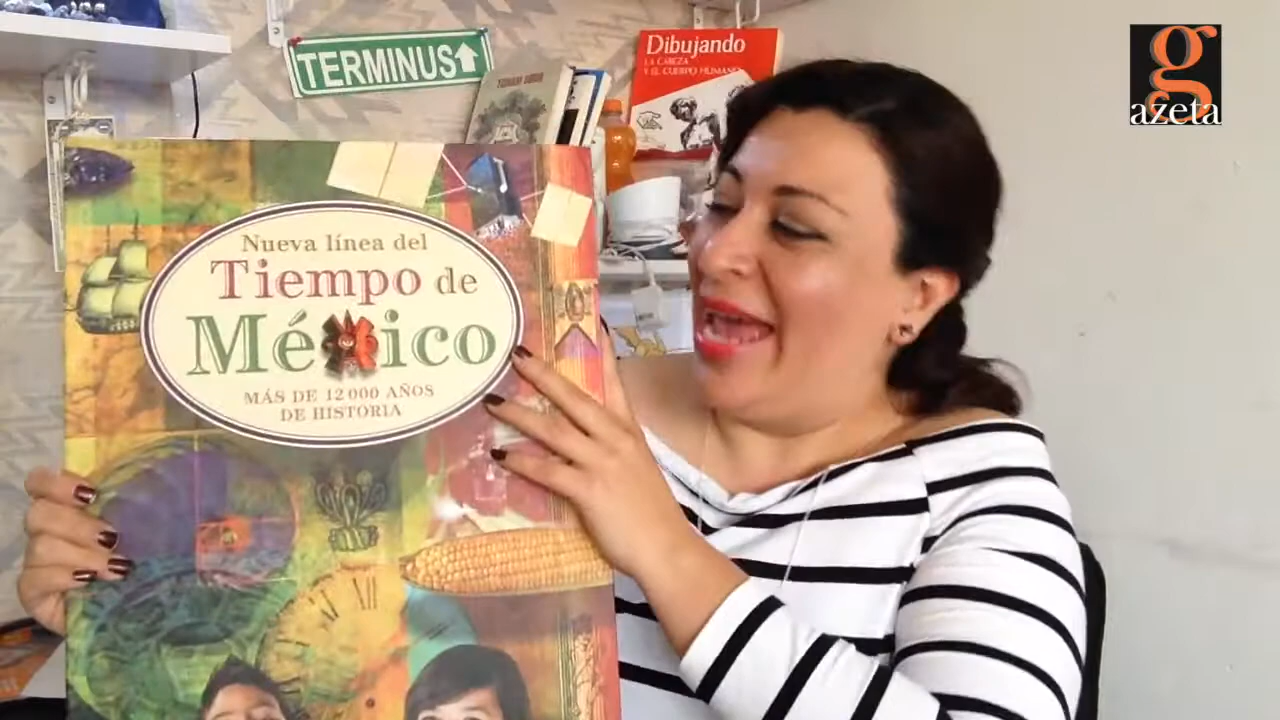 TERMINUS
Dibujando
LA CABEZA
Y EL CUERPO HUMANO
g
azeta
Nueva línea del
Tiempo de
México
MÁS DE 12 000 AÑOS
DE HISTORIA